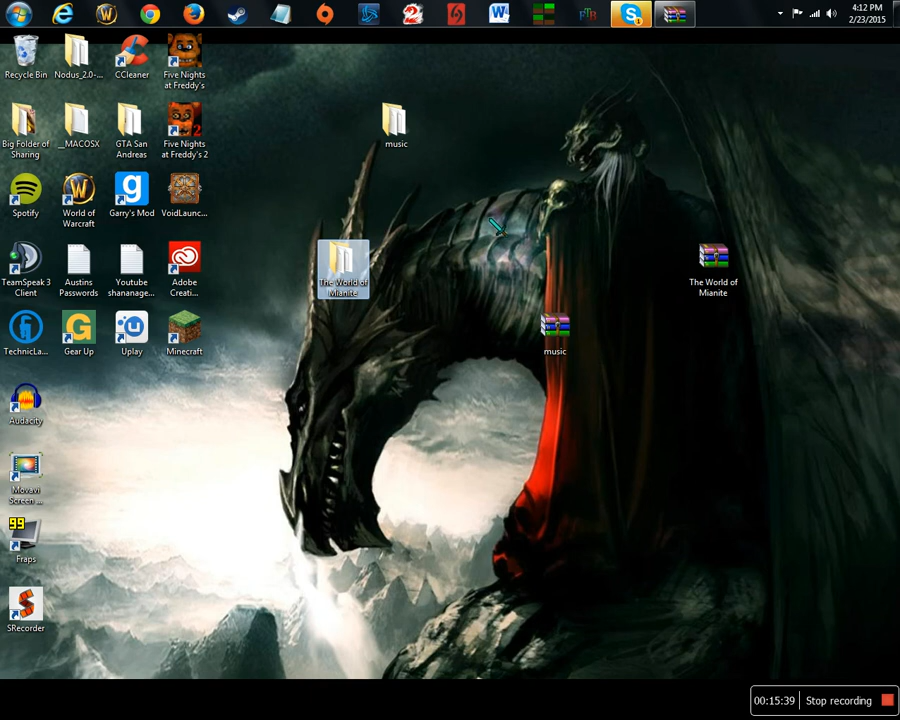 4:12 PM
2/23/2015
Recycle Bin
Nodus_2.0-...
CCleaner
Five Nights
at Freddy's
Big Folder of
Sharing
__MACOSX
GTA San
Andreas
Five Nights
at Freddy's 2
music
Spotify
World of
Warcraft
Garry's Mod
VoidLaunc...
TeamSpeak 3
Client
Austins
Passwords
Youtube
shananage...
Adobe
Creati...
The World of
Mianite
The World of
Mianite
TechnicLa...
Gear Up
Uplay
Minecraft
music
Audacity
Movavi
Screen ...
99
Fraps
SRecorder
00:15:39
Stop recording